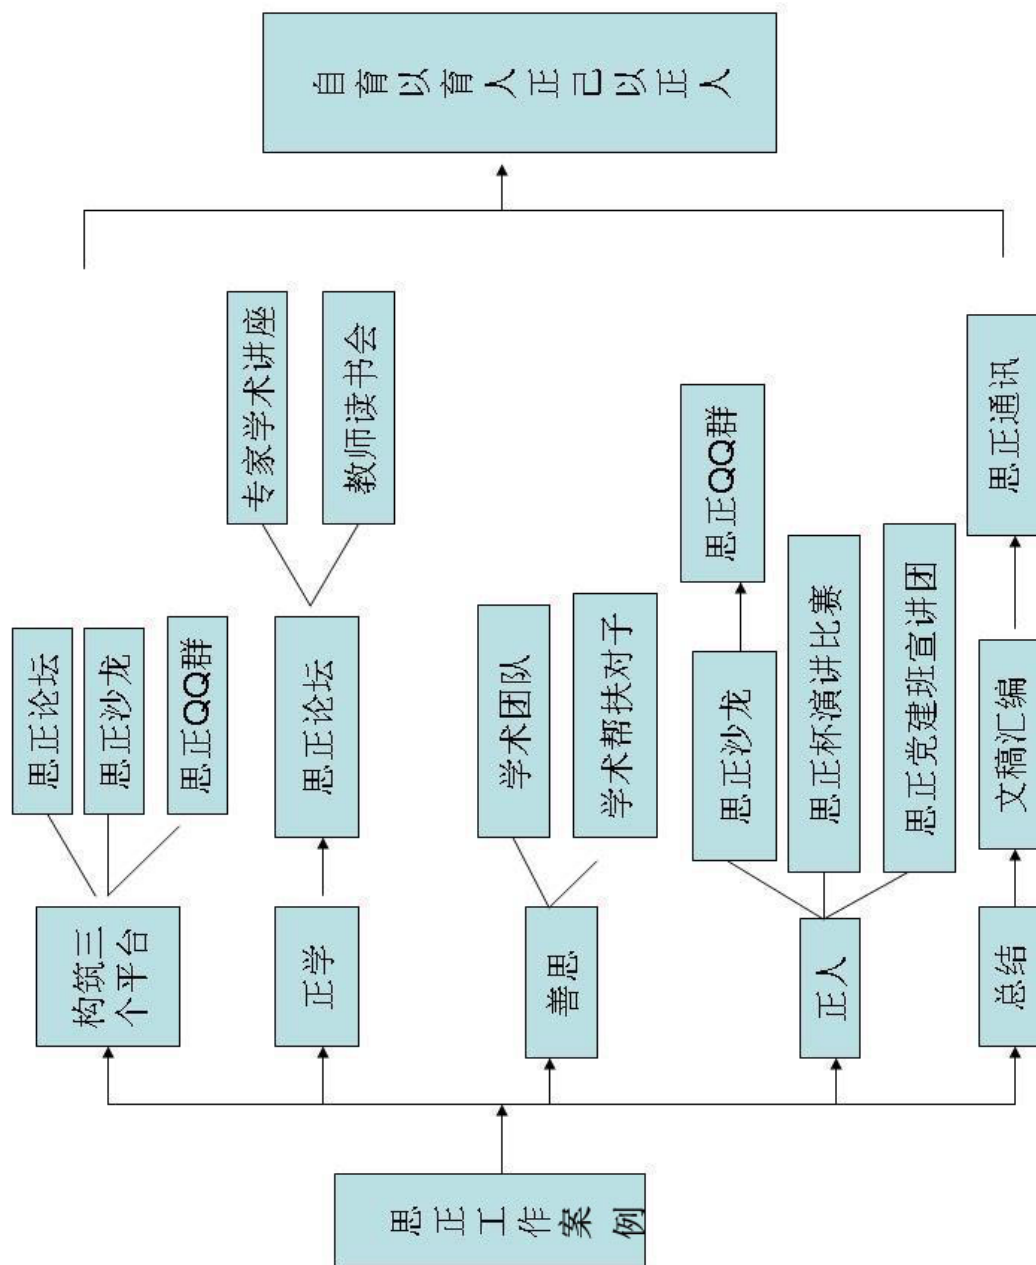 自育以育人正己以正人
专家学术讲座
教师读书会
思正QQ群
思正通讯
思正论坛
思正沙龙
思正QQ群
思正论坛
学术团队
学术帮扶对子
思正沙龙
思正杯演讲比赛
思正党建班宣讲团
文稿汇编
构筑三
个平台
正学
善思
正人
总结
思正工作案例